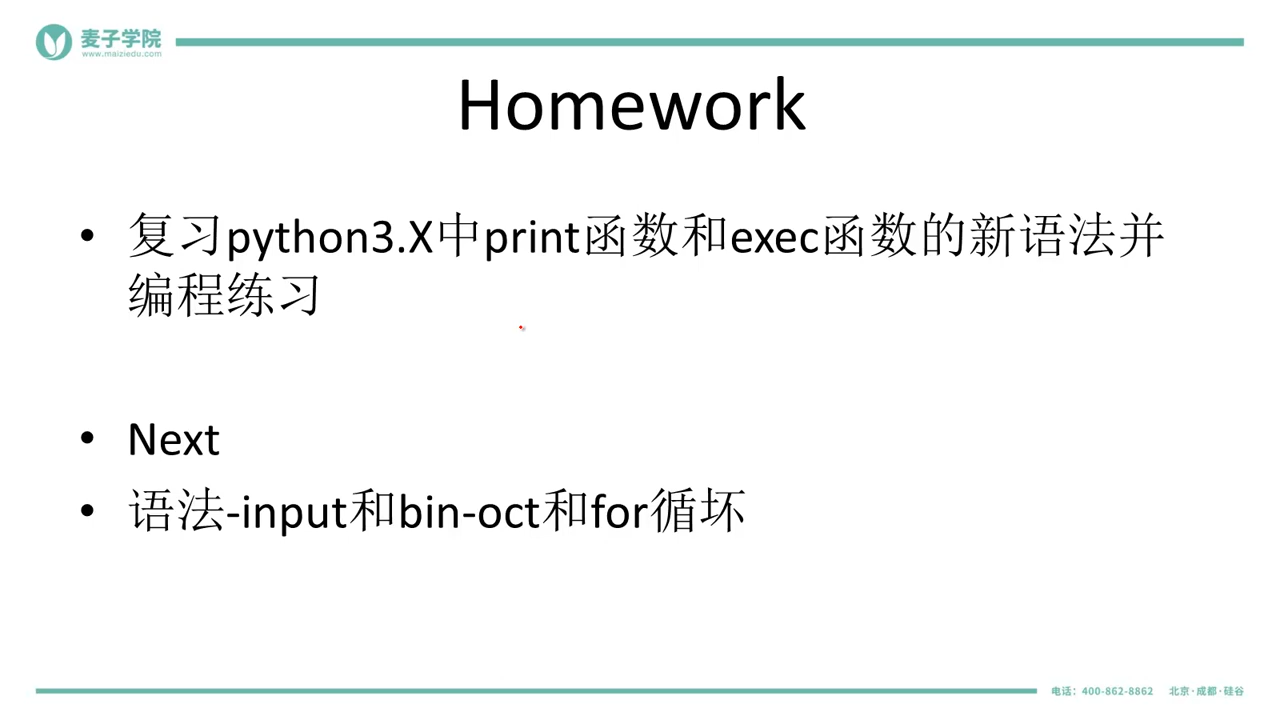 麦子学院
www.maiziedu.com
Homework
• 复习python3.X中print函数和exec函数的新语法并
编程练习
• Next
• 语法-input和bin-oct和for循坏
电话：400-862-8862 北京·成都·硅谷